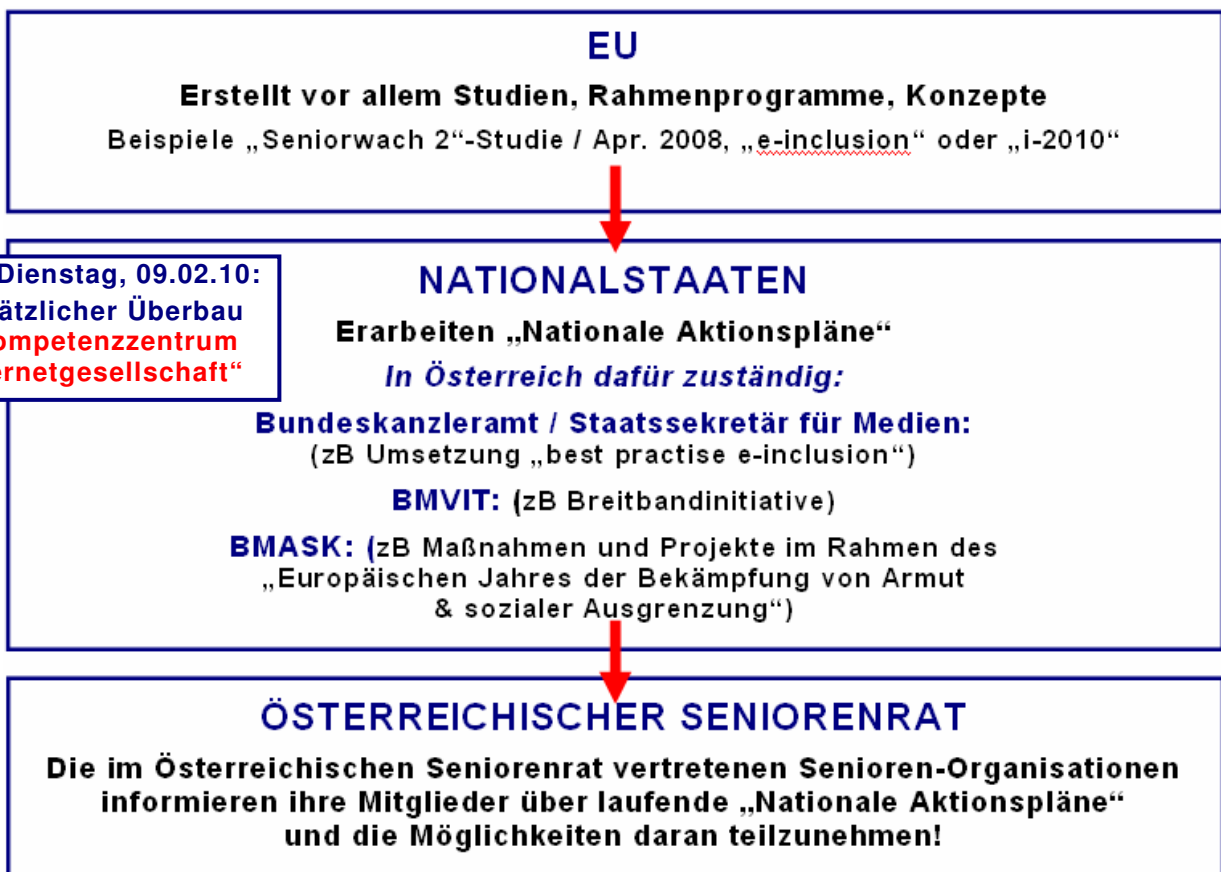 EU
Erstellt vor allem Studien, Rahmenprogramme, Konzepte
Beispiele „Seniorwach 2“-Studie / Apr. 2008, „e-inclusion“ oder „i-2010“
Dienstag, 09.02.10:
ätzlicher Überbau
ompetenzzentrum
ernetgesellschaft“
NATIONALSTAATEN
Erarbeiten „Nationale Aktionspläne“
In Österreich dafür zuständig:
Bundeskanzleramt / Staatssekretär für Medien:
(zB Umsetzung „best practise e-inclusion“)
BMVIT: (zB Breitbandinitiative)
BMASK: (zB Maßnahmen und Projekte im Rahmen des
„Europäischen Jahres der Bekämpfung von Armut
& sozialer Ausgrenzung“)
ÖSTERREICHISCHER SENIORENRAT
Die im Österreichischen Seniorenrat vertretenen Senioren-Organisationen
informieren ihre Mitglieder über laufende „Nationale Aktionspläne“
und die Möglichkeiten daran teilzunehmen!